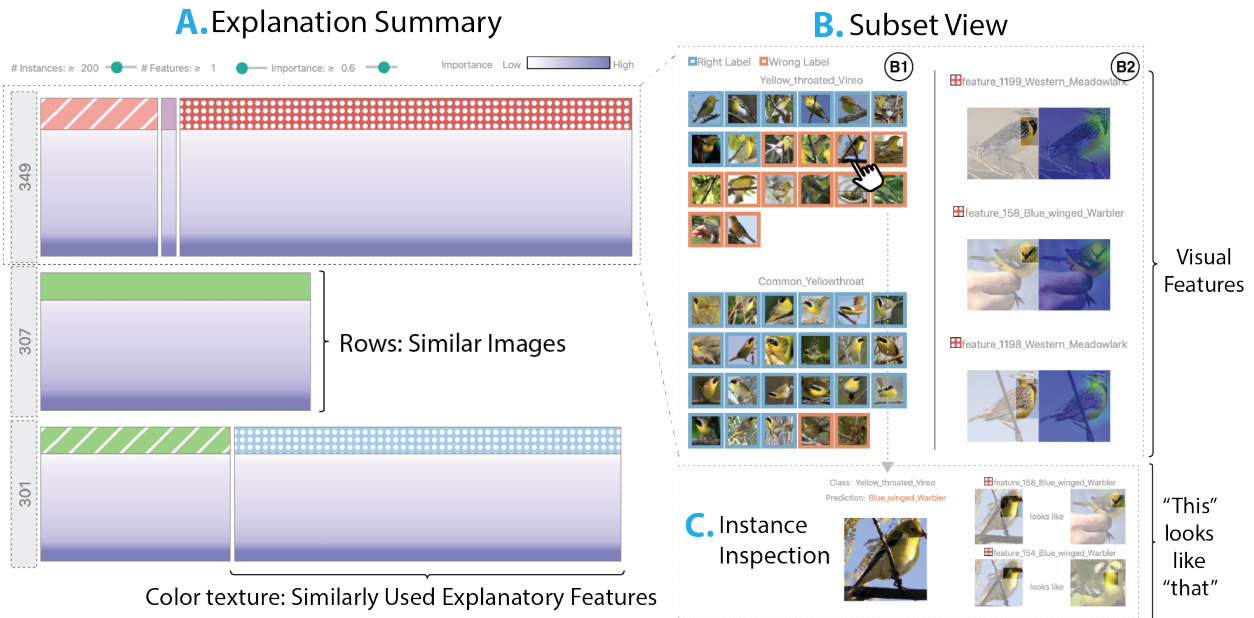 A. Explanation Summary
# Instances: ≥ 200
# Features: ≥ 1
Importance: ≥ 0.6
Importance Low High
349
307
Rows: Similar Images
301
Color texture: Similarly Used Explanatory Features
B. Subset View
Right Label Wrong Label
B1
Yellow_throated_Vireo
Common_Yellowthroat
B2
feature_1199_Western_Meadowlark
feature_158_Blue_winged_Warbler
feature_1198_Western_Meadowlark
Visual
Features
C. Instance
Inspection
Class: Yellow_throated_Vireo
Prediction: Blue_winged_Warbler
feature_158_Blue_winged_Warbler
looks like
feature_154_Blue_winged_Warbler
looks like
“This”
looks
like
“that”